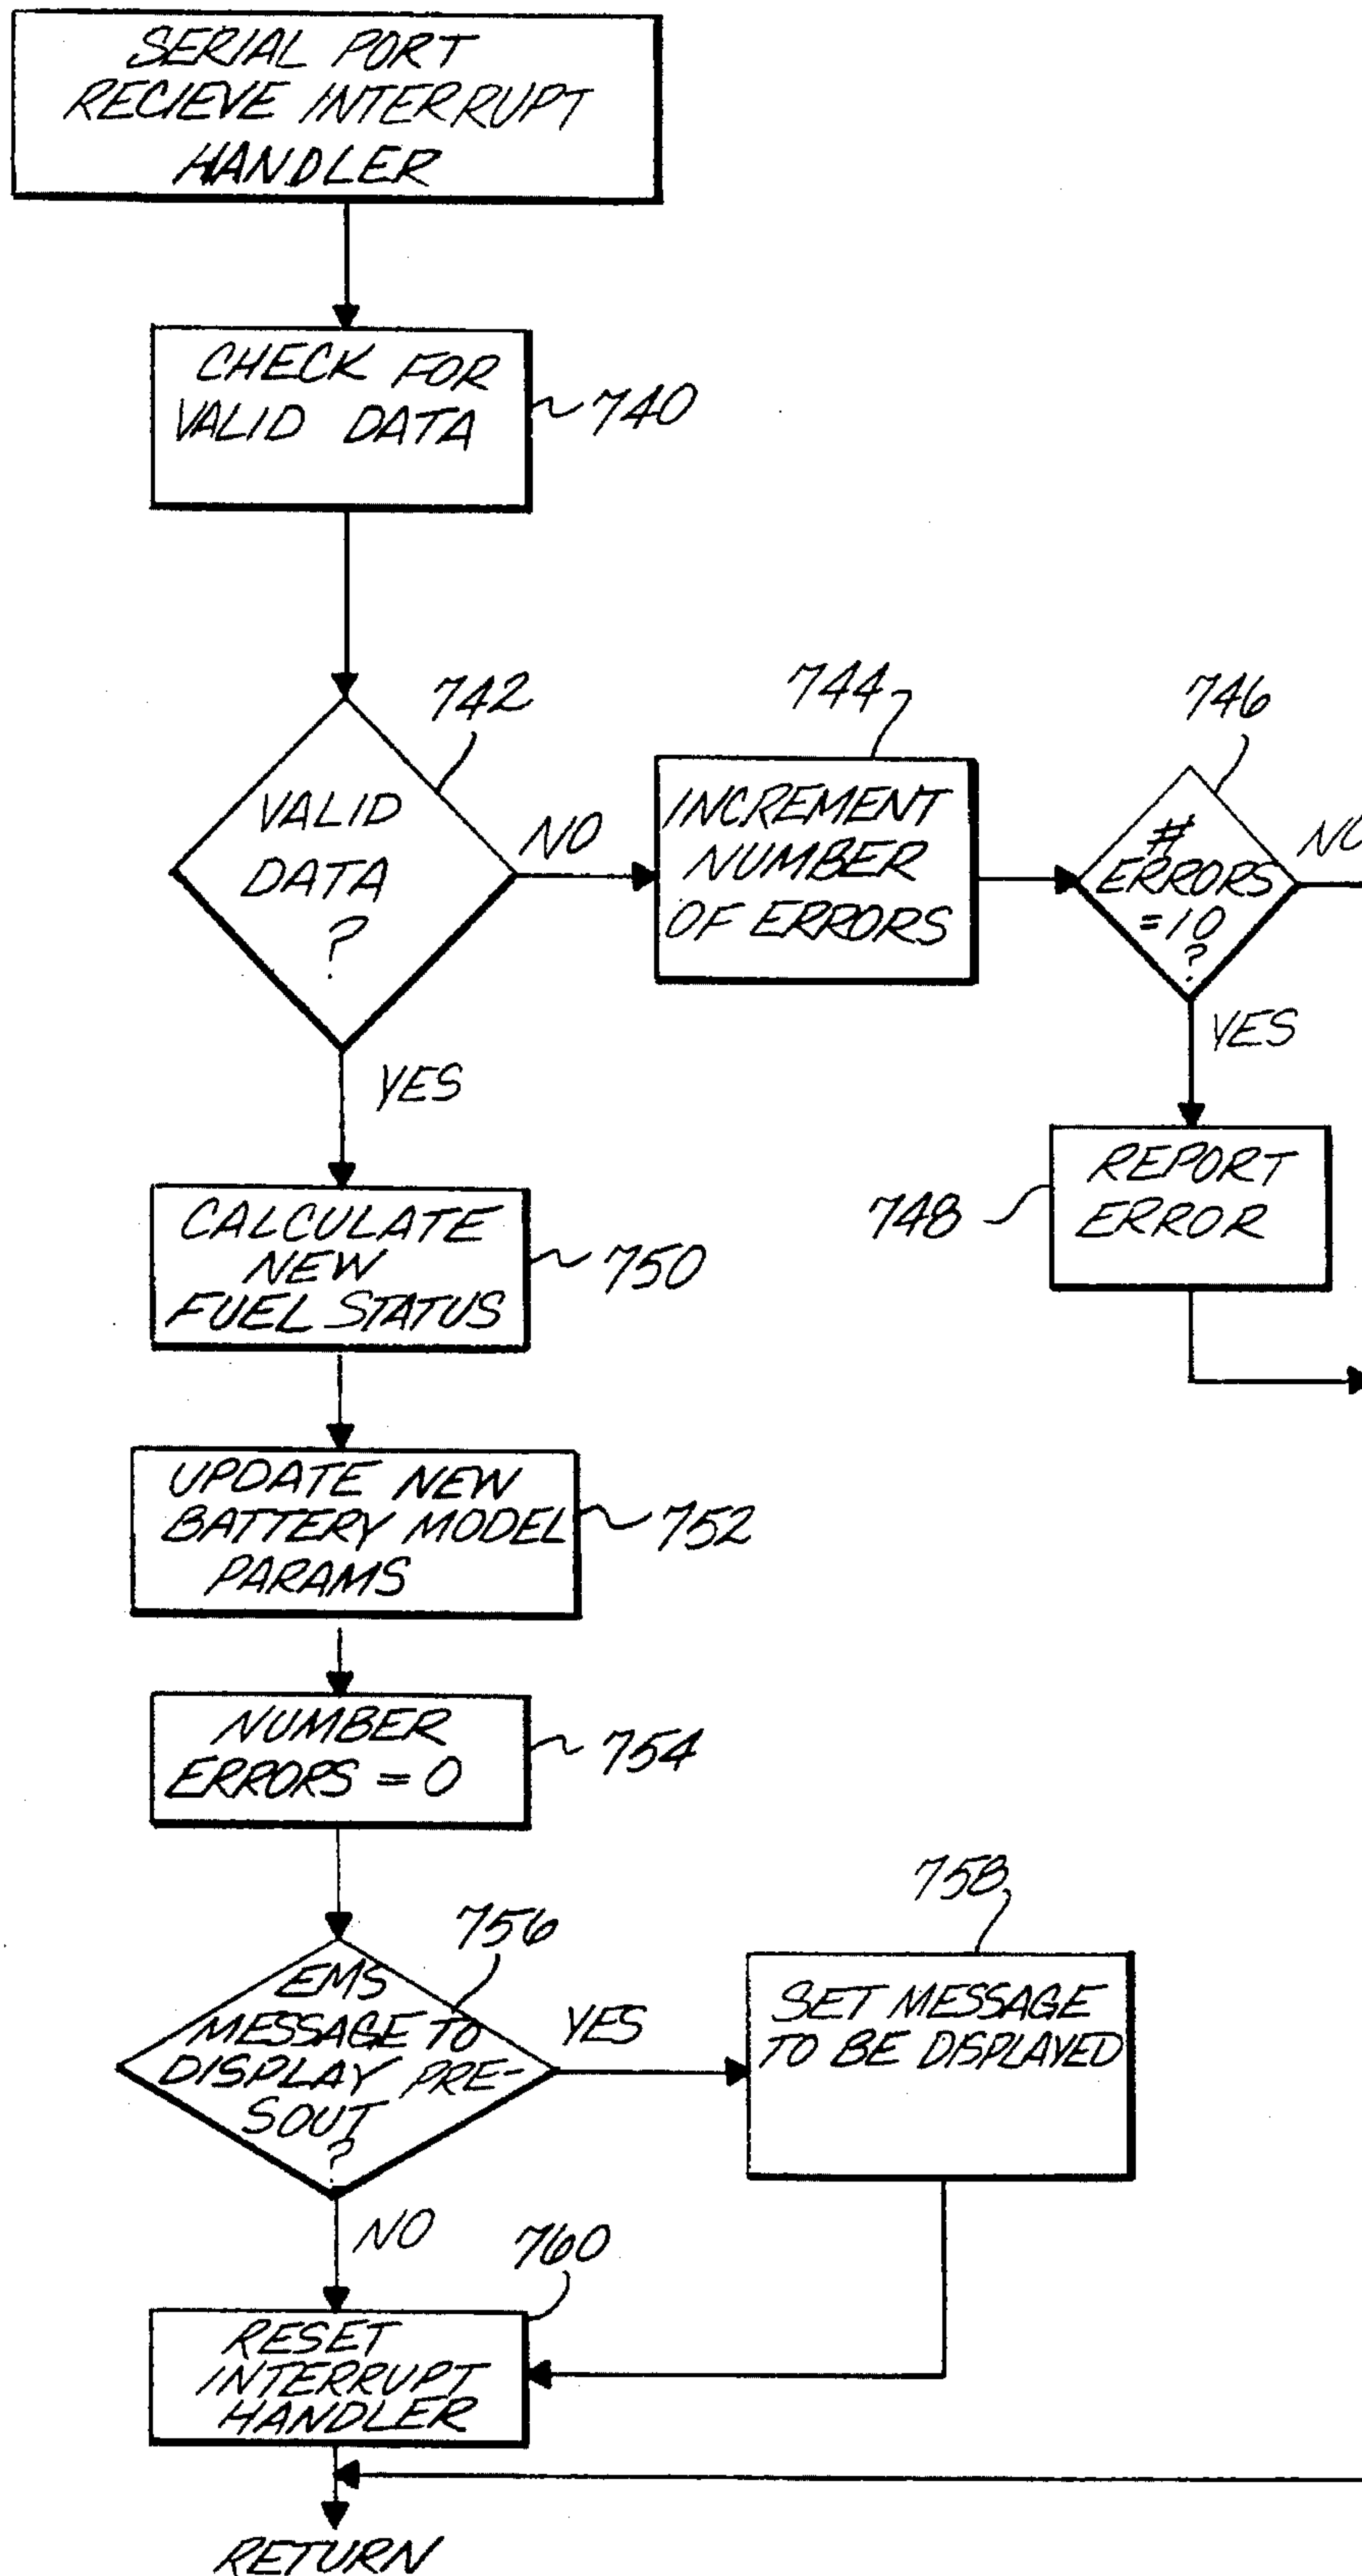 SERIAL PORT
RECIEVE INTERRUPT
HANDLER
CHECK FOR
VALID DATA
740
742
VALID
DATA
?
NO
744
INCREMENT
NUMBER
OF ERRORS
746
#
ERRORS
=10
?
NO
YES
748
REPORT
ERROR
YES
CALCULATE
NEW
FUEL STATUS
750
UPDATE NEW
BATTERY MODEL
PARAMS
752
NUMBER
ERRORS = 0
754
756
EMS
MESSAGE TO
DISPLAY PRE-
SOUT
?
YES
758
SET MESSAGE
TO BE DISPLAYED
NO
760
RESET
INTERRUPT
HANDLER
RETURN